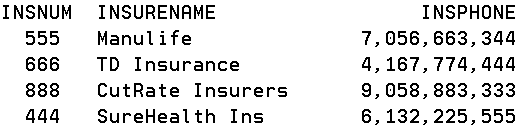 INSNUM INSURENAME INSPHONE
555 Manulife 7,056,663,344
666 TD Insurance 4,167,774,444
888 CutRate Insurers 9,058,883,333
444 SureHealth Ins 6,132,225,555